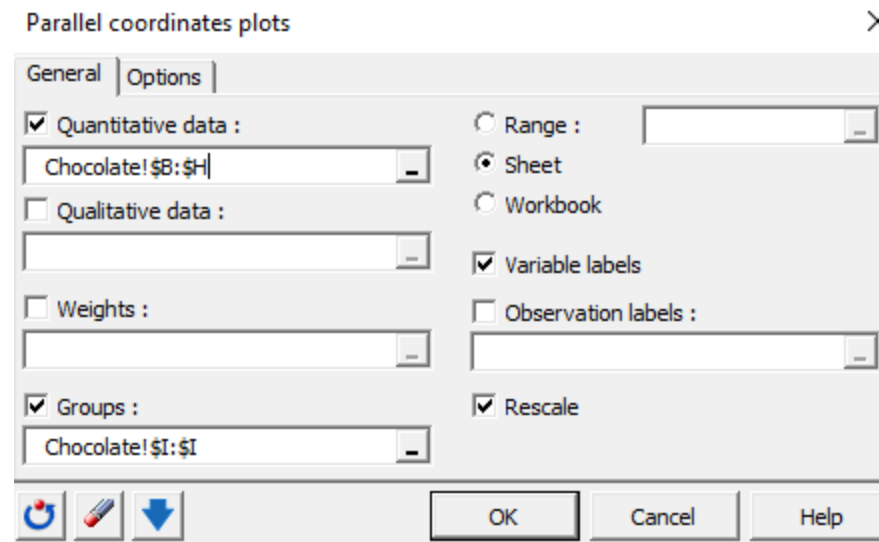 Parallel coordinates plots
General
Options
Quantitative data :
Chocolate!$B:$H
Qualitative data :
Weights :
Groups :
Chocolate!$I:$I
Range :
Sheet
Workbook
Variable labels
Observation labels :
Rescale
OK
Cancel
Help